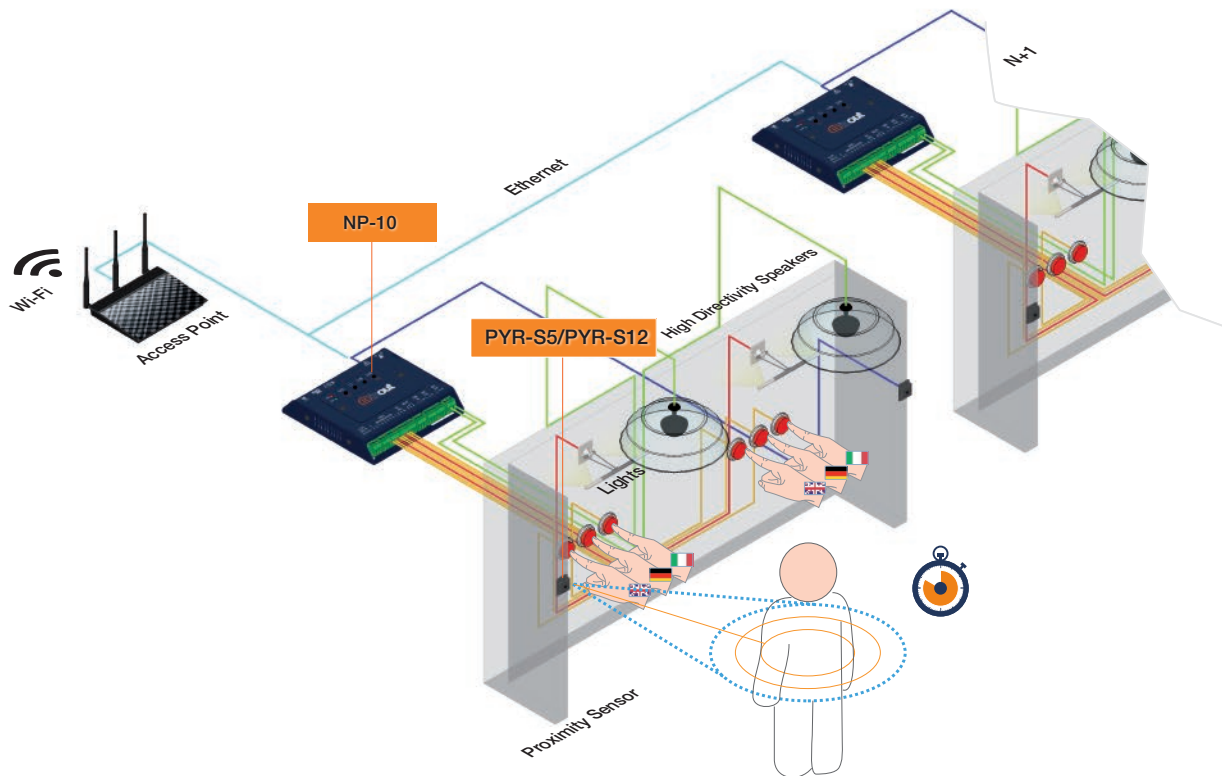 N+1
Ethernet
NP-10
Wi-Fi
Access Point
High Directivity Speakers
PYR-S5/PYR-S12
Lights
Proximity Sensor